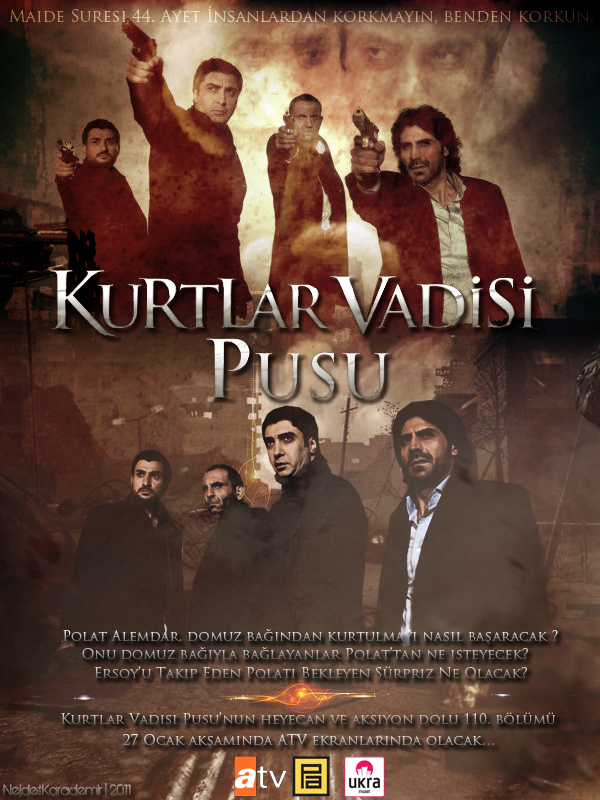 Maide Suresi 44. Ayet İnsanlardan korkmayın, benden korkun.
Kurtlar Vadisi
Pusu
Polat Alemdar, domuz bağından kurtulmayı nasıl başaracak ?
Onu domuz bağıyla bağlayanlar Polat'tan ne isteyecek?
Ersoy'u Takip Eden Polatı Bekleyen Sürpriz Ne Olacak?
Kurtlar Vadisi Pusu'nun heyecan ve aksiyon dolu 110. bölümü
27 Ocak akşamında ATV ekranlarında olacak...
atv
ukra
NejdetKarademir | 2011